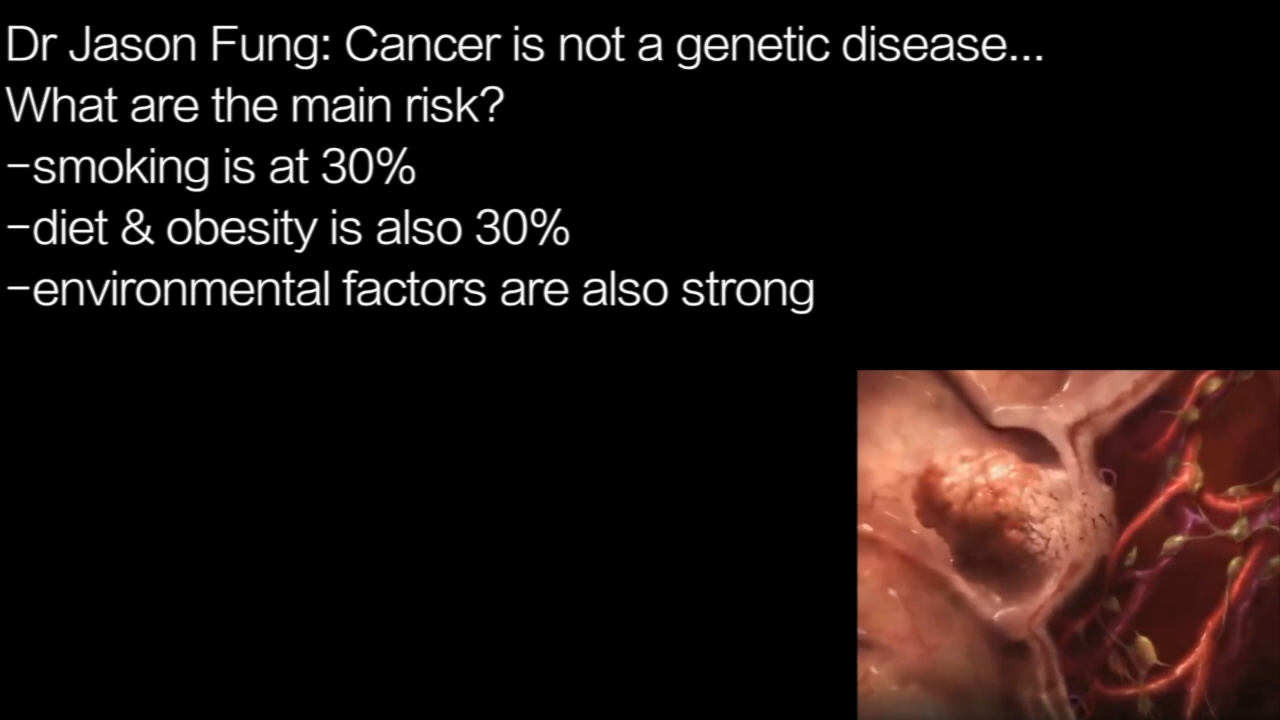 Dr Jason Fung: Cancer is not a genetic disease...
What are the main risk?
−smoking is at 30%
−diet & obesity is also 30%
−environmental factors are also strong